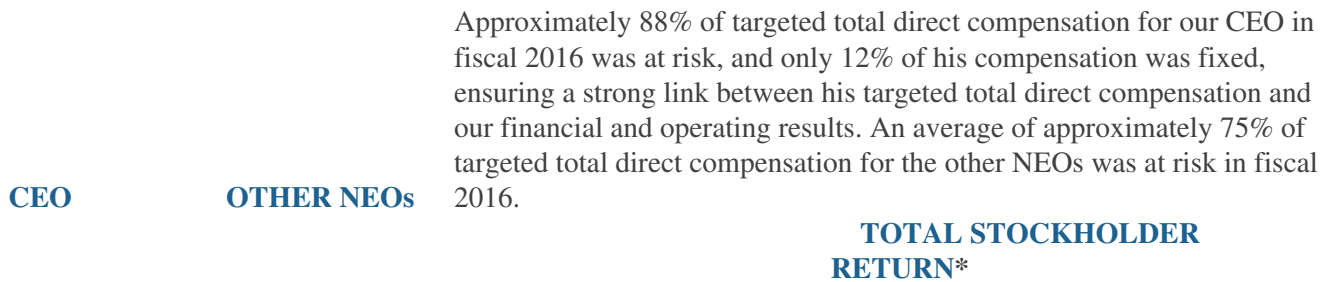 Approximately 88% of targeted total direct compensation for our CEO in
fiscal 2016 was at risk, and only 12% of his compensation was fixed,
ensuring a strong link between his targeted total direct compensation and
our financial and operating results. An average of approximately 75% of
targeted total direct compensation for the other NEOs was at risk in fiscal
CEO OTHER NEOs 2016.
TOTAL STOCKHOLDER
RETURN*